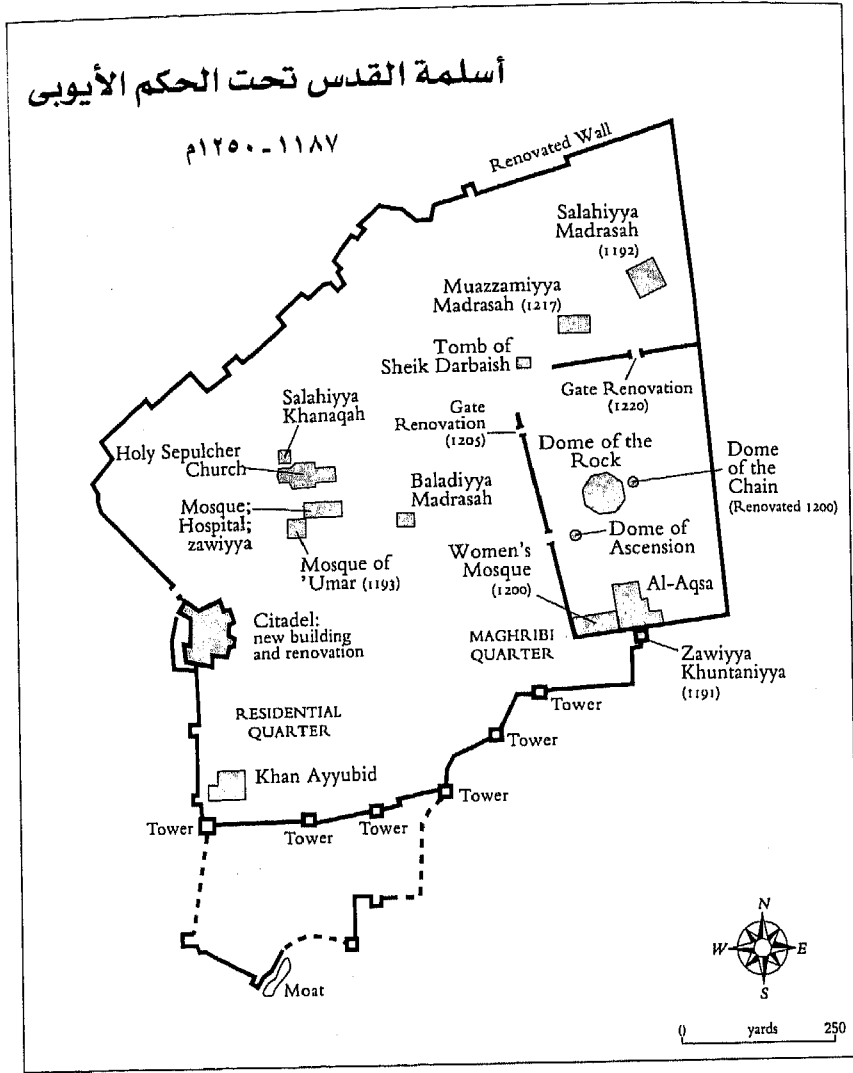 أسلمة القدس تحت الحكم الأيوبى
١١٨٧-١٢٥٠م
Renovated Wall
Salahiyya
Madrasah
(1192)
Muazzamiyya
Madrasah (1217)
Tomb of
Sheik Darbaish
Gate Renovation
(1220)
Salahiyya
Khanaqah
Gate
Renovation
(1205)
Holy Sepulcher
Church
Dome of the
Rock
Dome
of the
Chain
(Renovated 1200)
Baladiyya
Madrasah
Mosque;
Hospital;
zawiyya
Dome of
Ascension
Mosque of
'Umar (1193)
Women's
Mosque
(1200)
Al-Aqsa
Citadel:
new building
and renovation
MAGHRIBI
QUARTER
Zawiyya
Khuntaniyya
(1191)
Tower
RESIDENTIAL
QUARTER
Tower
Khan Ayyubid
Tower
Tower
Tower
Tower
Moat
N
W
E
S
0 yards 250